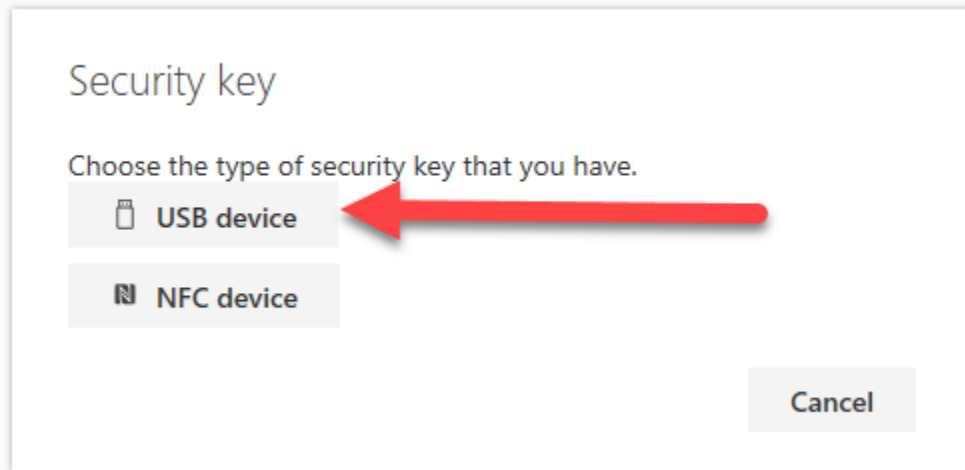 Security key
Choose the type of security key that you have.
USB device
NFC device
Cancel